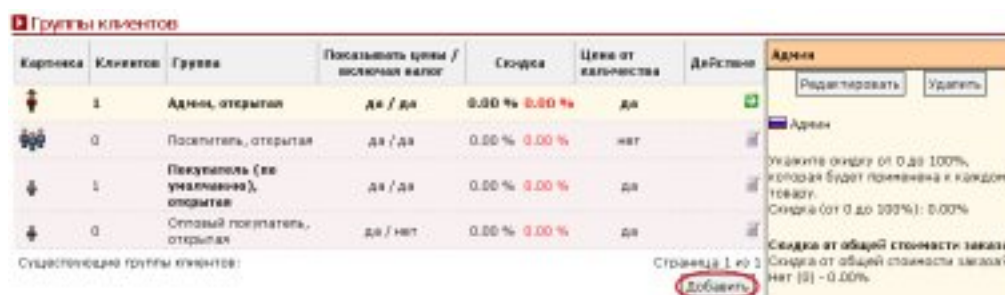 Группы клиентов
Картинка Клиентов Группа Показывать цены / включая налог Скидка Цена от количества Действие
1 Админ, открытая да / да 0.00 % 0.00 % да
0 Посетитель, открытая да / да 0.00 % 0.00 % нет
1 Покупатель (по умолчанию), открытая да / да 0.00 % 0.00 % да
0 Оптовый покупатель, открытая да / нет 0.00 % 0.00 % да
Существующие группы клиентов: Страница 1 из 1
Добавить
Админ
Редактировать Удалить
Админ
Укажите скидку от 0 до 100%,
которая будет применена к каждому
товару.
Скидка (от 0 до 100%): 0.00%
Скидка от общей стоимости заказа
Скидка от общей стоимости заказа?
Нет (0) - 0.00%